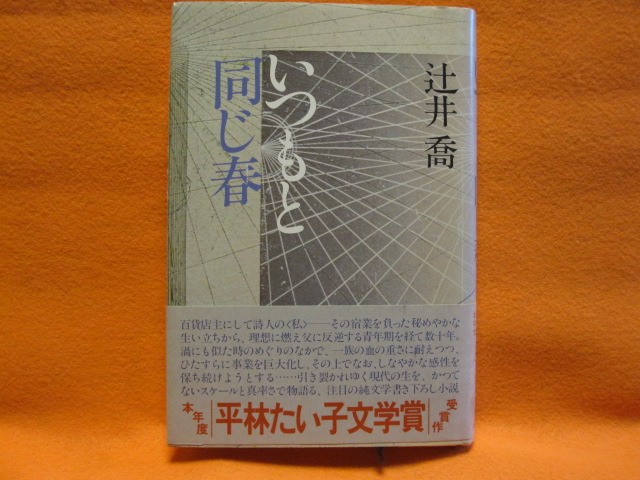 辻井 喬
いつもと
同じ春
百貨店主にして詩人の〈私〉――その宿業を負った秘めやかな
生い立ちから、理想に燃え父に反逆する青年期を経て数十年。
渦にも似た時のめぐりのなかで、一族の血の重さに耐えつつ、
ひたすらに事業を巨大化し、その上でなお、しなやかな感性を
保ち続けようとする……引き裂かれゆく現代の生を、かつて
ないスケールと真率さで物語る、注目の純文学書き下ろし小説
本年度
平林たい子文学賞
受賞作